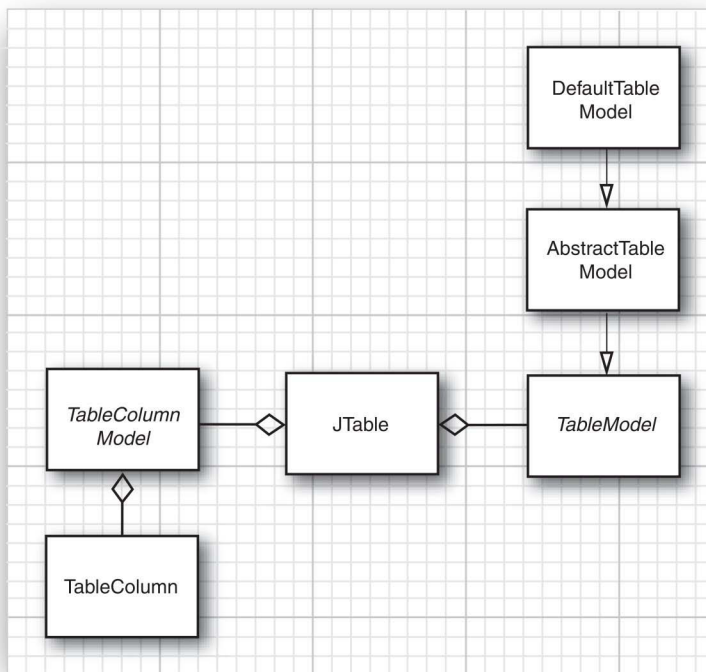 DefaultTable
Model
AbstractTable
Model
TableColumn
Model
JTable
TableModel
TableColumn